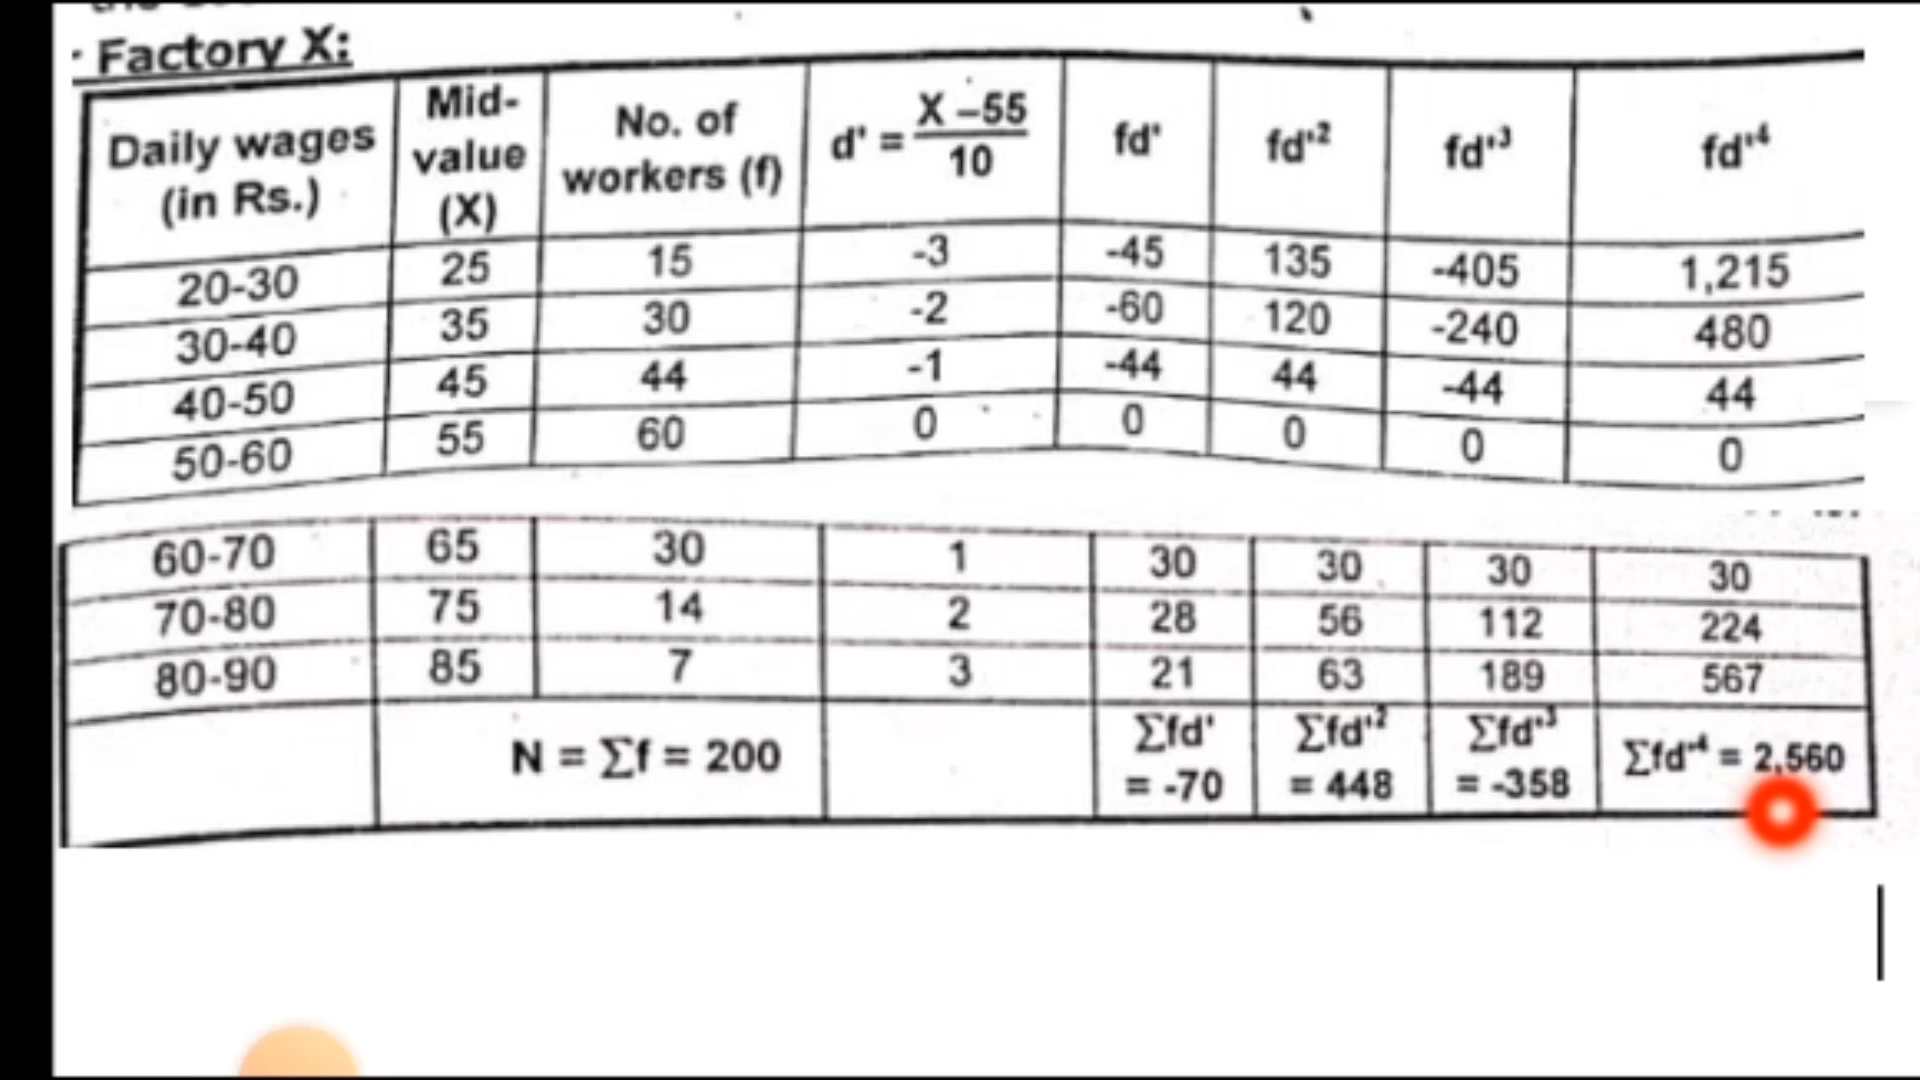 Factory X:
Daily wages (in Rs.) | Mid-value (X) | No. of workers (f) | d' = X –55 / 10 | fd' | fd'² | fd'³ | fd'⁴
20-30 | 25 | 15 | -3 | -45 | 135 | -405 | 1,215
30-40 | 35 | 30 | -2 | -60 | 120 | -240 | 480
40-50 | 45 | 44 | -1 | -44 | 44 | -44 | 44
50-60 | 55 | 60 | 0 | 0 | 0 | 0 | 0
60-70 | 65 | 30 | 1 | 30 | 30 | 30 | 30
70-80 | 75 | 14 | 2 | 28 | 56 | 112 | 224
80-90 | 85 | 7 | 3 | 21 | 63 | 189 | 567
N = Σf = 200 | Σfd' = -70 | Σfd'² = 448 | Σfd'³ = -358 | Σfd'⁴ = 2,560